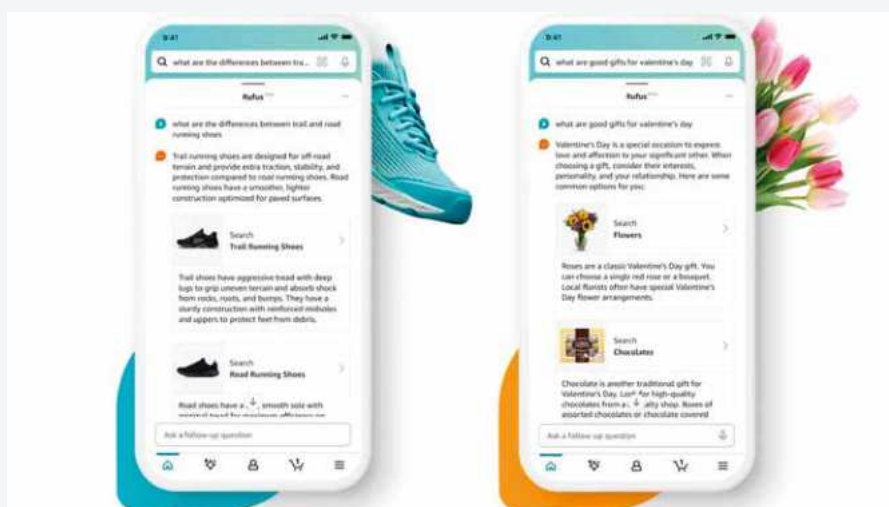 9:41
what are the differences between tra...
Rufus
what are the differences between trail and road
running shoes
Trail running shoes are designed for off-road
terrain and provide extra traction, stability, and
protection compared to road running shoes. Road
running shoes have a smoother, lighter
construction optimized for paved surfaces.
Search
Trail Running Shoes
Trail shoes have aggressive tread with deep
lugs to grip uneven terrain and absorb shock
from rocks, roots, and bumps. They have a
sturdy construction with reinforced midsoles
and uppers to protect feet from debris.
Search
Road Running Shoes
Road shoes have a smooth sole with
minimal tread for maximum efficiency on
Ask a follow-up question
9:41
what are good gifts for valentine's day
Rufus
what are good gifts for valentine's day
Valentine's Day is a special occasion to express
love and affection to your significant other. When
choosing a gift, consider their interests,
personality, and your relationship. Here are some
common options for you:
Search
Flowers
Roses are a classic Valentine's Day gift. You
can choose a single red rose or a bouquet.
Local florists often have special Valentine's
Day flower arrangements.
Search
Chocolates
Chocolate is another traditional gift for
Valentine's Day. Look for high-quality
chocolates from a alty shop. Boxes of
assorted chocolates or chocolate covered
Ask a follow-up question